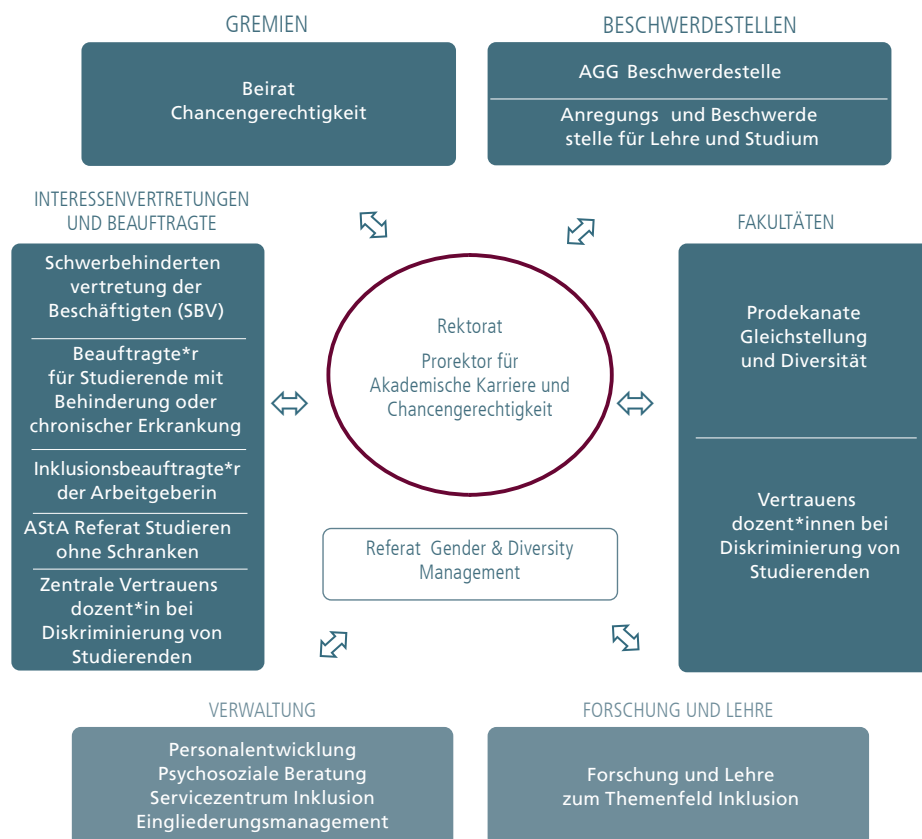 GREMIEN
Beirat
Chancengerechtigkeit
BESCHWERDESTELLEN
AGG Beschwerdestelle
Anregungs und Beschwerde
stelle für Lehre und Studium
INTERESSENVERTRETUNGEN
UND BEAUFTRAGTE
Schwerbehinderten
vertretung der
Beschäftigten (SBV)
Beauftragte*r
für Studierende mit
Behinderung oder
chronischer Erkrankung
Inklusionsbeauftragte*r
der Arbeitgeberin
AStA Referat Studieren
ohne Schranken
Zentrale Vertrauens
dozent*in bei
Diskriminierung von
Studierenden
Rektorat
Prorektor für
Akademische Karriere und
Chancengerechtigkeit
Referat Gender & Diversity
Management
FAKULTÄTEN
Prodekanate
Gleichstellung
und Diversität
Vertrauens
dozent*innen bei
Diskriminierung von
Studierenden
VERWALTUNG
Personalentwicklung
Psychosoziale Beratung
Servicezentrum Inklusion
Eingliederungsmanagement
FORSCHUNG UND LEHRE
Forschung und Lehre
zum Themenfeld Inklusion